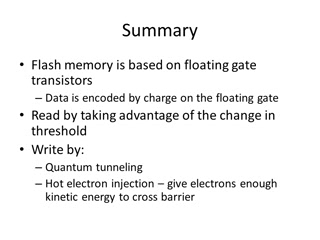 Summary
• Flash memory is based on floating gate
transistors
– Data is encoded by charge on the floating gate
• Read by taking advantage of the change in
threshold
• Write by:
– Quantum tunneling
– Hot electron injection – give electrons enough
kinetic energy to cross barrier